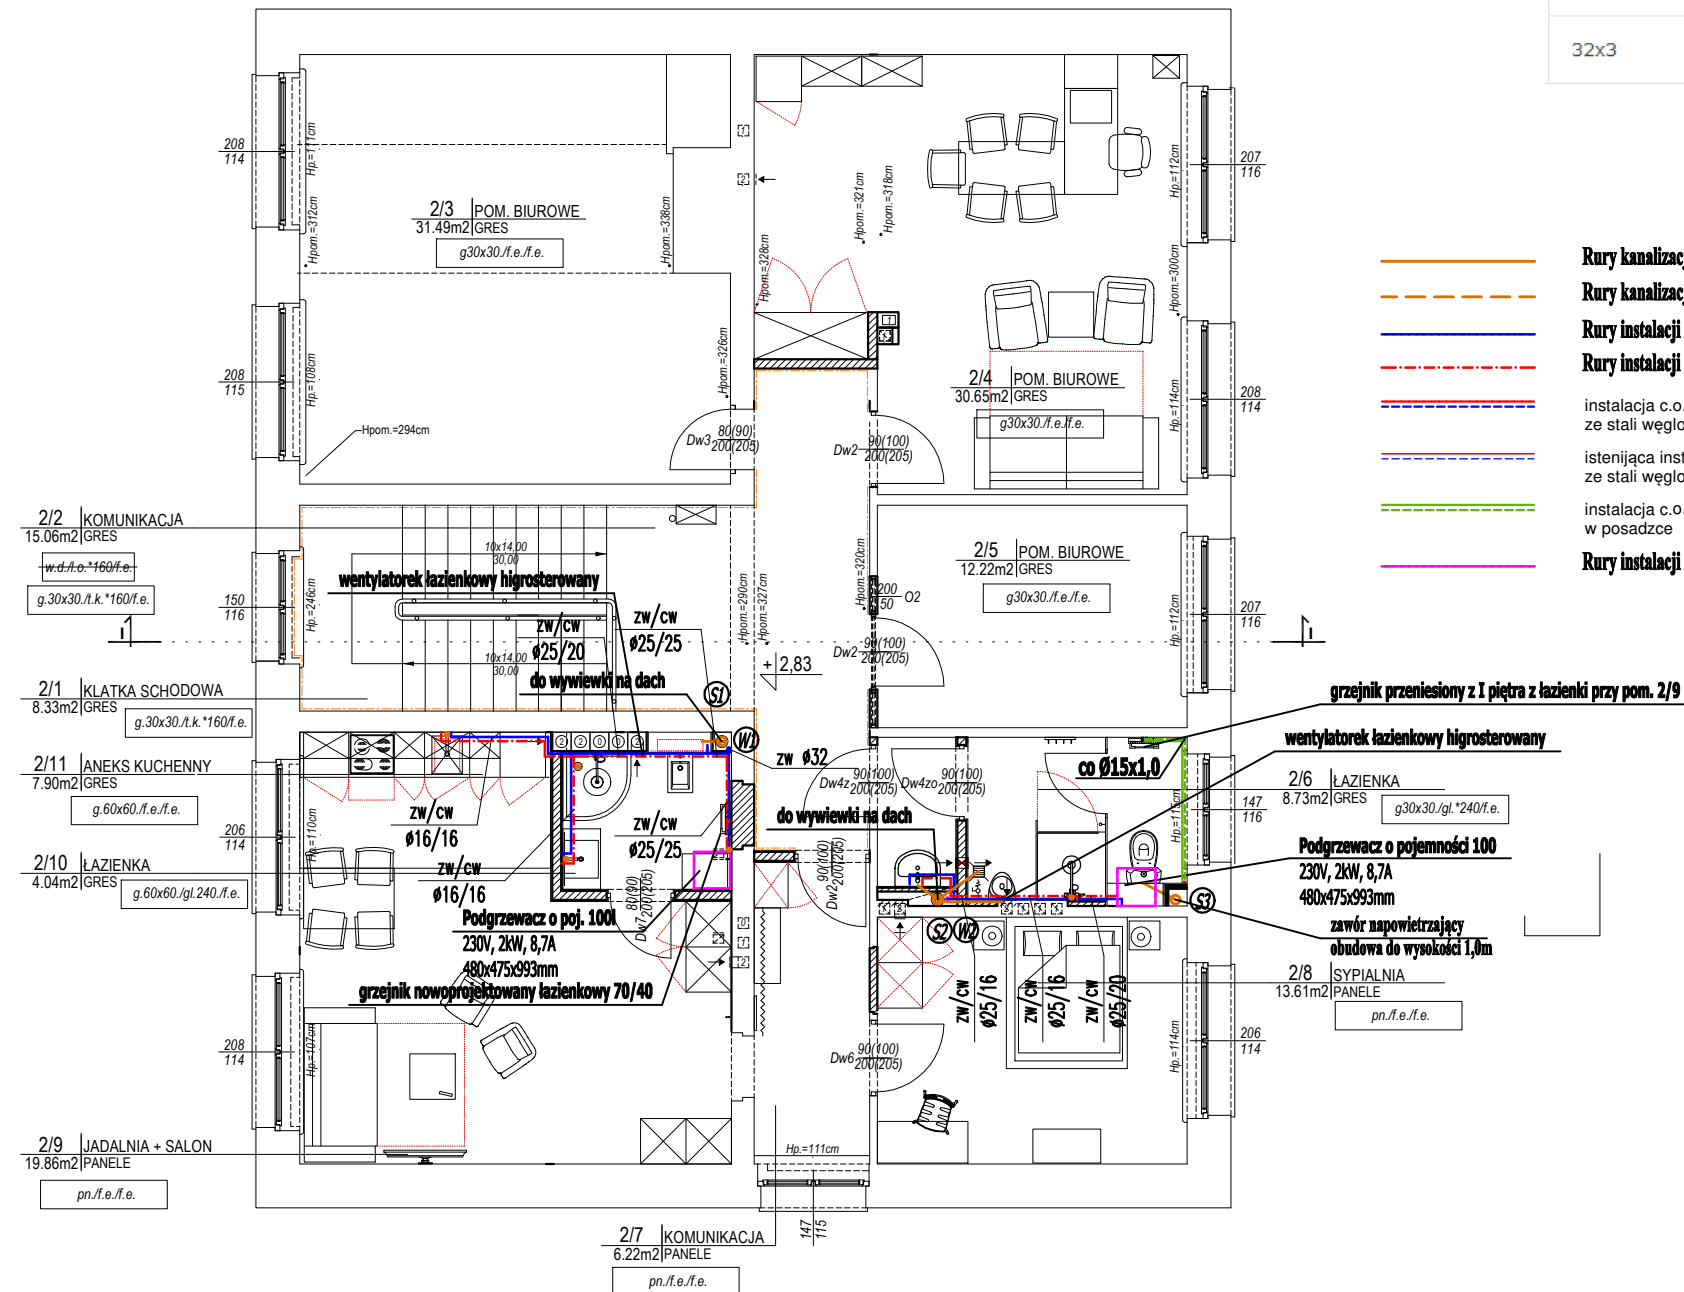 32x3
208
114
Hp.=111cm
Hpom.=312cm
2/3 POM. BIUROWE
31.49m2 GRES
g30x30./f.e./f.e.
Hpom.=338cm
Hpom.=328cm
Hpom.=321cm
Hpom.=318cm
Hp.=112cm
207
116
Hpom.=300cm
208
115
Hp.=108cm
Hpom.=326cm
Hpom.=294cm
2/4 POM. BIUROWE
30.65m2 GRES
g30x30./f.e./f.e.
Hp.=114cm
208
114
Dw3 80(90)
200(205)
Dw2 90(100)
200(205)
Rury kanalizac
Rury kanalizac
Rury instalacji
Rury instalacji
instalacja c.o.
ze stali węglo
istenijąca inst
ze stali węglo
instalacja c.o.
w posadzce
Rury instalacji
2/2 KOMUNIKACJA
15.06m2 GRES
w.d./l.o.*160/f.e.
g.30x30./t.k.*160/f.e.
150
116
Hp.=246cm
10x14,00
30,00
wentylatorek łazienkowy higrosterowany
zw/cw
ø25/20
zw/cw
ø25/25
10x14,00
30,00
do wywiewki na dach
S1
W1
Hpom.=290cm
Hpom.=327cm
+2,83
Hpom.=320cm
200
50 O2
2/5 POM. BIUROWE
12.22m2 GRES
g30x30./f.e./f.e.
Dw2 90(100)
200(205)
Hp.=112cm
207
116
2/1 KLATKA SCHODOWA
8.33m2 GRES
g.30x30./t.k.*160/f.e.
grzejnik przeniesiony z I piętra z łazienki przy pom. 2/9
wentylatorek łazienkowy higrosterowany
zw ø32
co Ø15x1,0
2/11 ANEKS KUCHENNY
7.90m2 GRES
g.60x60./f.e./f.e.
Dw4z 90(100)
200(205)
Dw4zo 90(100)
200(205)
2/6 ŁAZIENKA
8.73m2 GRES
g30x30./gl.*240/f.e.
147
116
206
114
Hp.=110cm
zw/cw
ø16/16
zw/cw
ø25/25
do wywiewki na dach
2/10 ŁAZIENKA
4.04m2 GRES
g.60x60./gl.240./f.e.
zw/cw
ø16/16
Dw7 80(90)
200(205)
Dw2 90(100)
200(205)
Podgrzewacz o pojemności 100
230V, 2kW, 8,7A
480x475x993mm
S3
zawór napowietrzający
obudowa do wysokości 1,0m
Podgrzewacz o poj. 100l
230V, 2kW, 8,7A
480x475x993mm
grzejnik nowoprojektowany łazienkowy 70/40
S2
W2
zw/cw
ø25/16
zw/cw
ø25/16
zw/cw
ø25/20
2/8 SYPIALNIA
13.61m2 PANELE
pn./f.e./f.e.
208
114
Hp.=107cm
Dw6 90(100)
200(205)
Hp.=114cm
206
114
2/9 JADALNIA + SALON
19.86m2 PANELE
pn./f.e./f.e.
Hp.=111cm
147
115
2/7 KOMUNIKACJA
6.22m2 PANELE
pn./f.e./f.e.